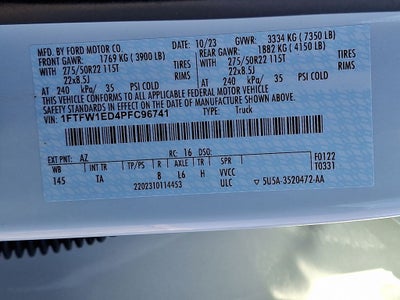 MFD. BY FORD MOTOR CO. 10/23 GVWR: 3334 KG (7350 LB)
FRONT GAWR: 1769 KG (3900 LB) REAR GAWR: 1882 KG (4150 LB)
WITH 275/50R22 115T WITH 275/50R22 115T
22x8.5J 22x8.5J
AT 240 kPa/ 35 PSI COLD AT 240 kPa/ 35 PSI COLD
THIS VEHICLE CONFORMS TO ALL APPLICABLE FEDERAL MOTOR VEHICLE
SAFETY STANDARDS IN EFFECT ON THE DATE OF MANUFACTURE SHOWN ABOVE.
VIN: 1FTFW1ED4PFC96741 TYPE: Truck
EXT PNT: AZ RC: 16 DSO: F0122
WB INT TR TP/PS R AXLE TR SPR T0331
145 TA B L6 H VVCC
2202310114453 ULC 5U5A-3520472-AA